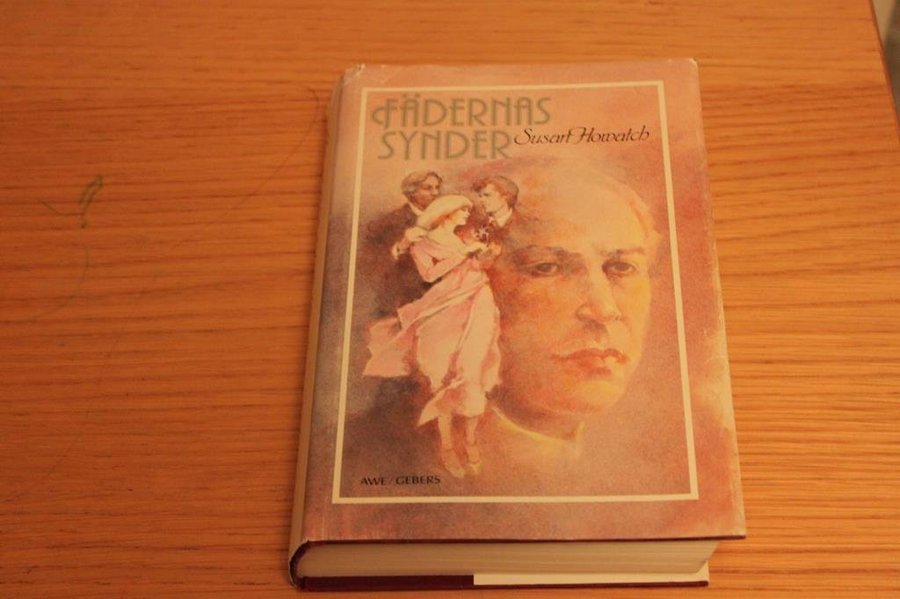 FÄDERNAS
SYNDER
Susan Howatch
AWE/GEBERS